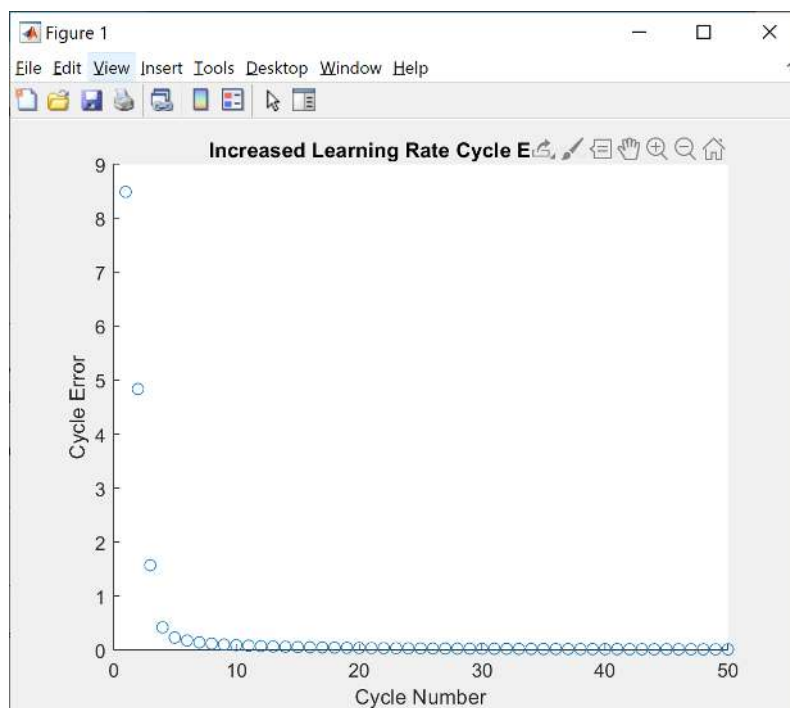 Figure 1
File Edit View Insert Tools Desktop Window Help
Increased Learning Rate Cycle E
9
8
7
6
5
4
3
2
1
0
Cycle Error
0 10 20 30 40 50
Cycle Number